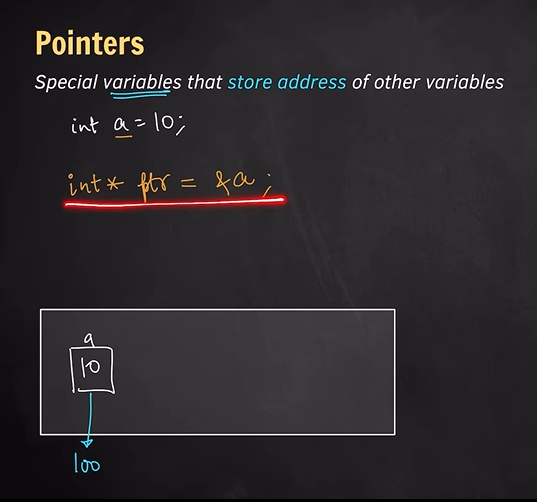 Pointers
Special variables that store address of other variables
int a = 10;
int* ptr = &a;
a
10
100